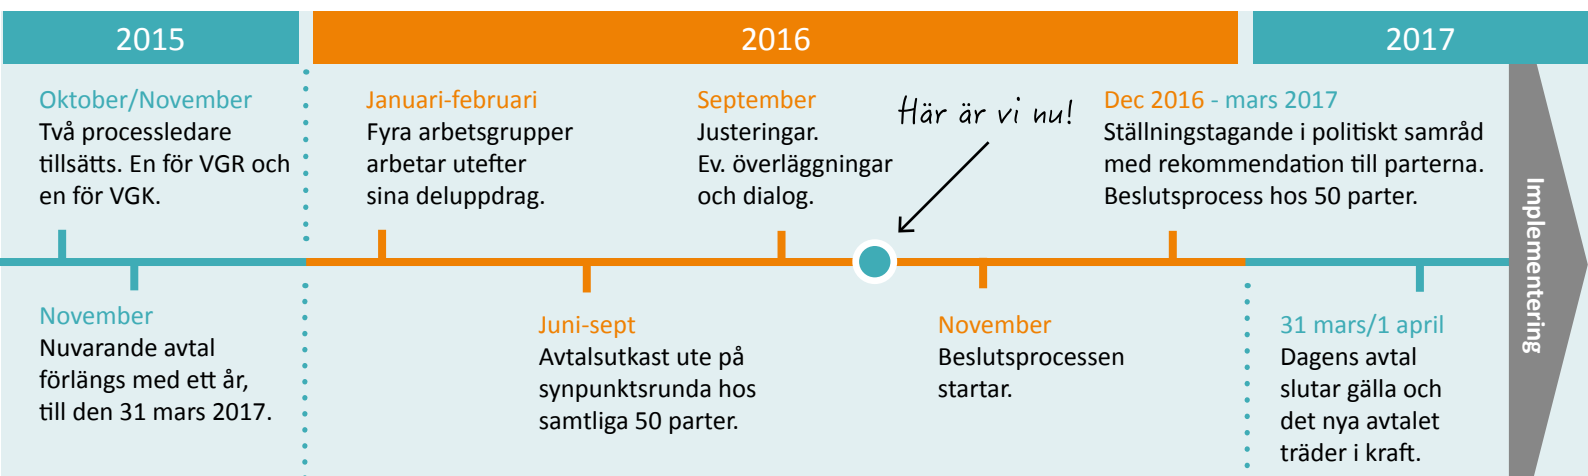 2015
2016
2017
Oktober/November
Två processledare
tillsätts. En för VGR och
en för VGK.
Januari-februari
Fyra arbetsgrupper
arbetar utefter
sina deluppdrag.
September
Justeringar.
Ev. överläggningar
och dialog.
Här är vi nu!
Dec 2016 - mars 2017
Ställningstagande i politiskt samråd
med rekommendation till parterna.
Beslutsprocess hos 50 parter.
Implementering
November
Nuvarande avtal
förlängs med ett år,
till den 31 mars 2017.
Juni-sept
Avtalsutkast ute på
synpunktsrunda hos
samtliga 50 parter.
November
Beslutsprocessen
startar.
31 mars/1 april
Dagens avtal
slutar gälla och
det nya avtalet
träder i kraft.